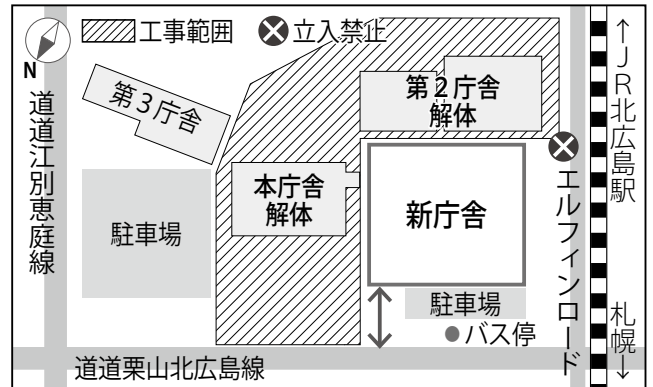 N
工事範囲
立入禁止
道道江別恵庭線
第3庁舎
第2庁舎
解体
本庁舎
解体
新庁舎
駐車場
駐車場
バス停
エルフィンロード
↑JR北広島駅
札幌↓
道道栗山北広島線